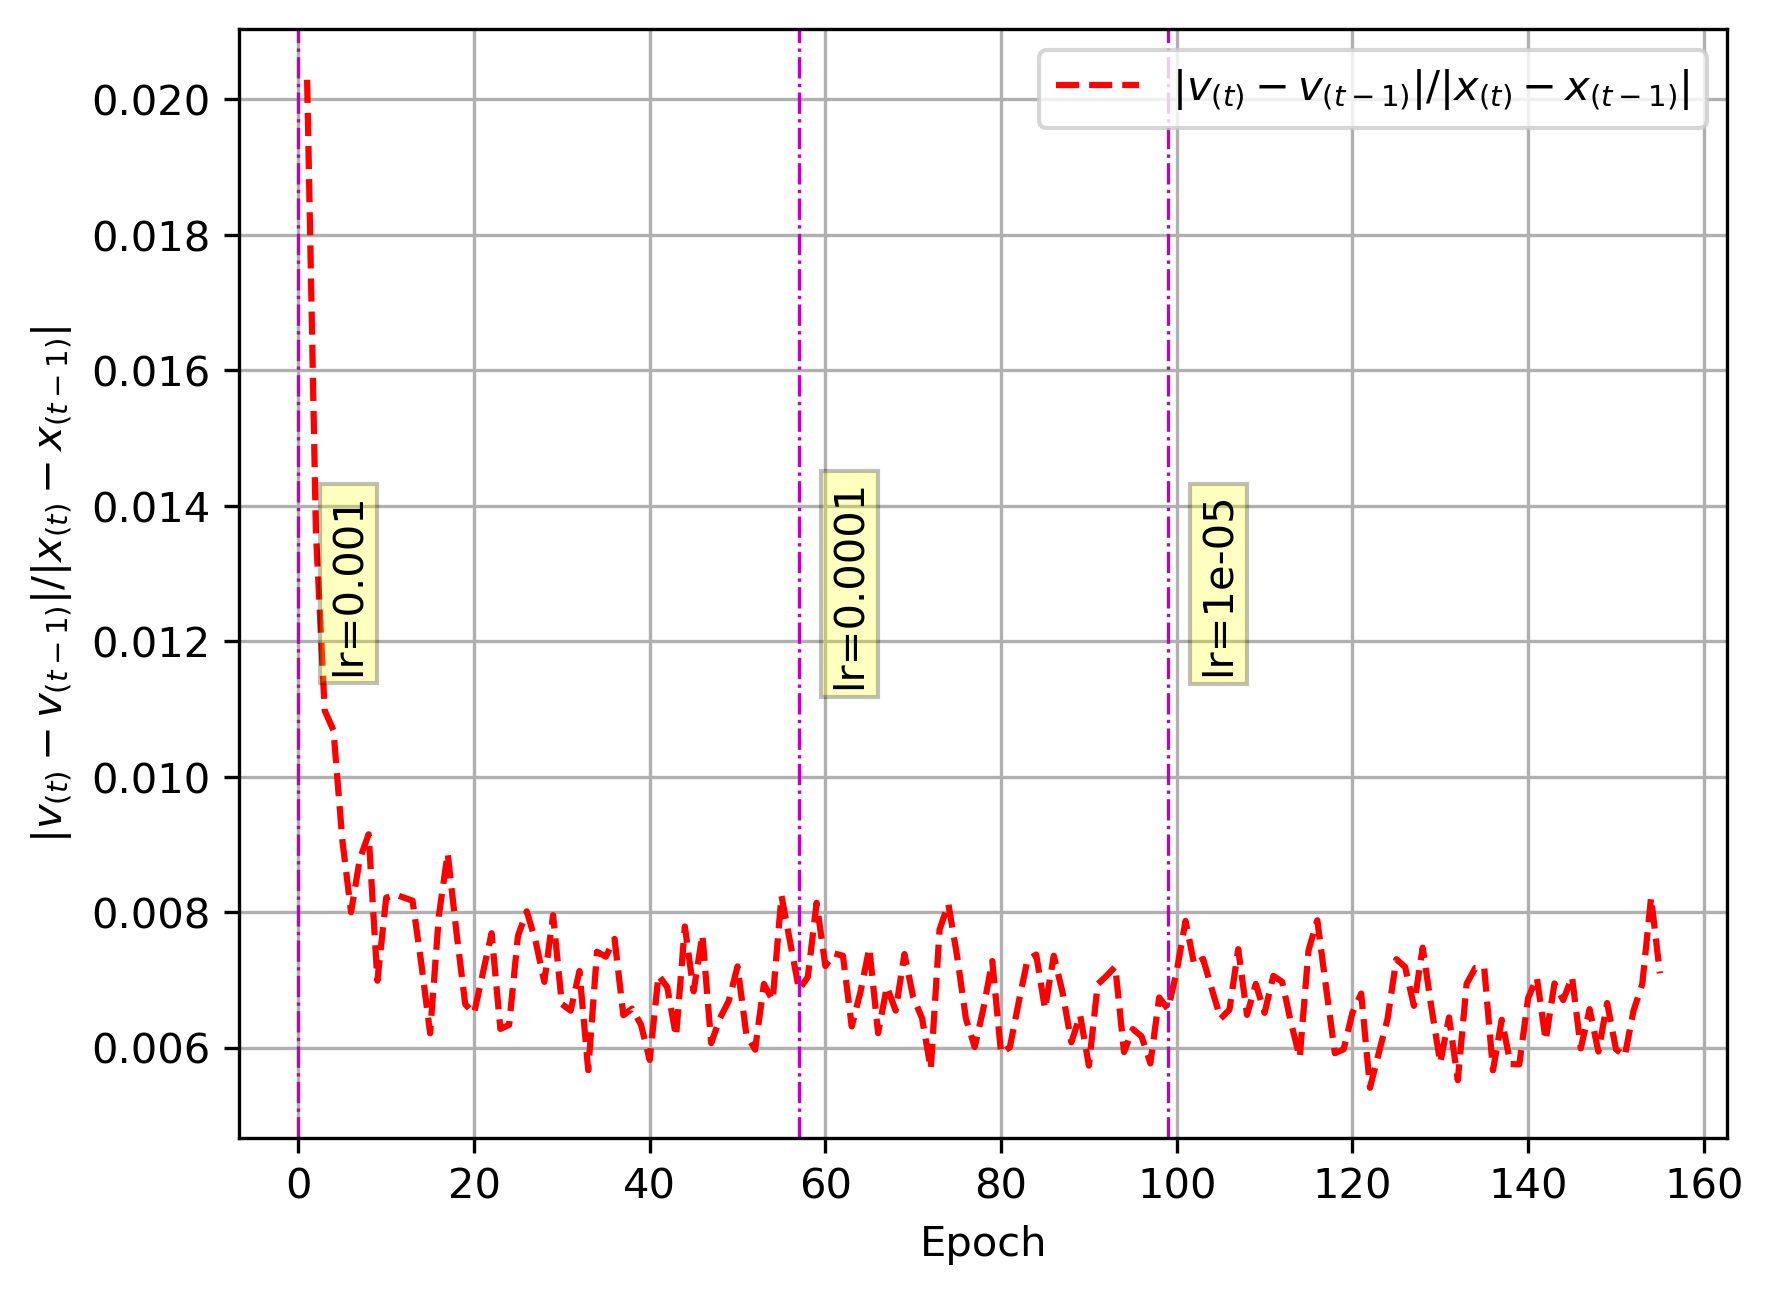 |v(t) − v(t−1)|/|x(t) − x(t−1)|
0.020
0.018
0.016
0.014
0.012
0.010
0.008
0.006
|v(t) − v(t−1)|/|x(t) − x(t−1)|
lr=0.001
lr=0.0001
lr=1e-05
0 20 40 60 80 100 120 140 160
Epoch